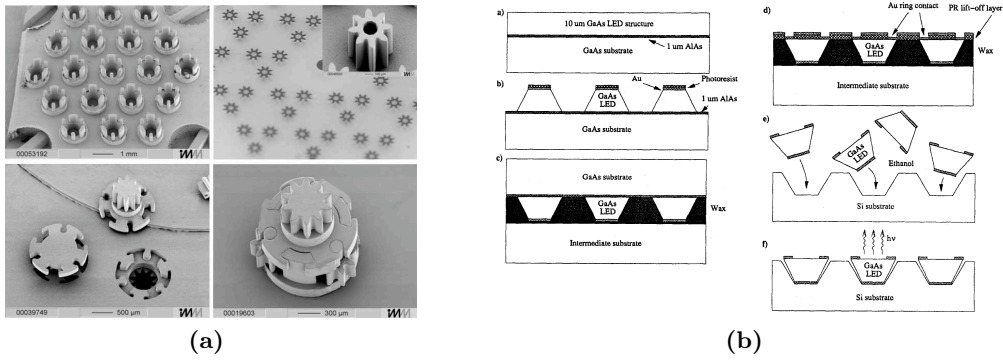 00053192
1 mm
00039749
500 µm
00019603
300 µm
(a)
a)
10 um GaAs LED structure
1 um AlAs
GaAs substrate
b)
Au
Photoresist
GaAs
LED
1 um AlAs
GaAs substrate
c)
GaAs substrate
GaAs
LED
Wax
Intermediate substrate
d)
Au ring contact
PR lift-off layer
GaAs
LED
Wax
Intermediate substrate
e)
GaAs
LED
Ethanol
Si substrate
f)
hν
GaAs
LED
Si substrate
(b)